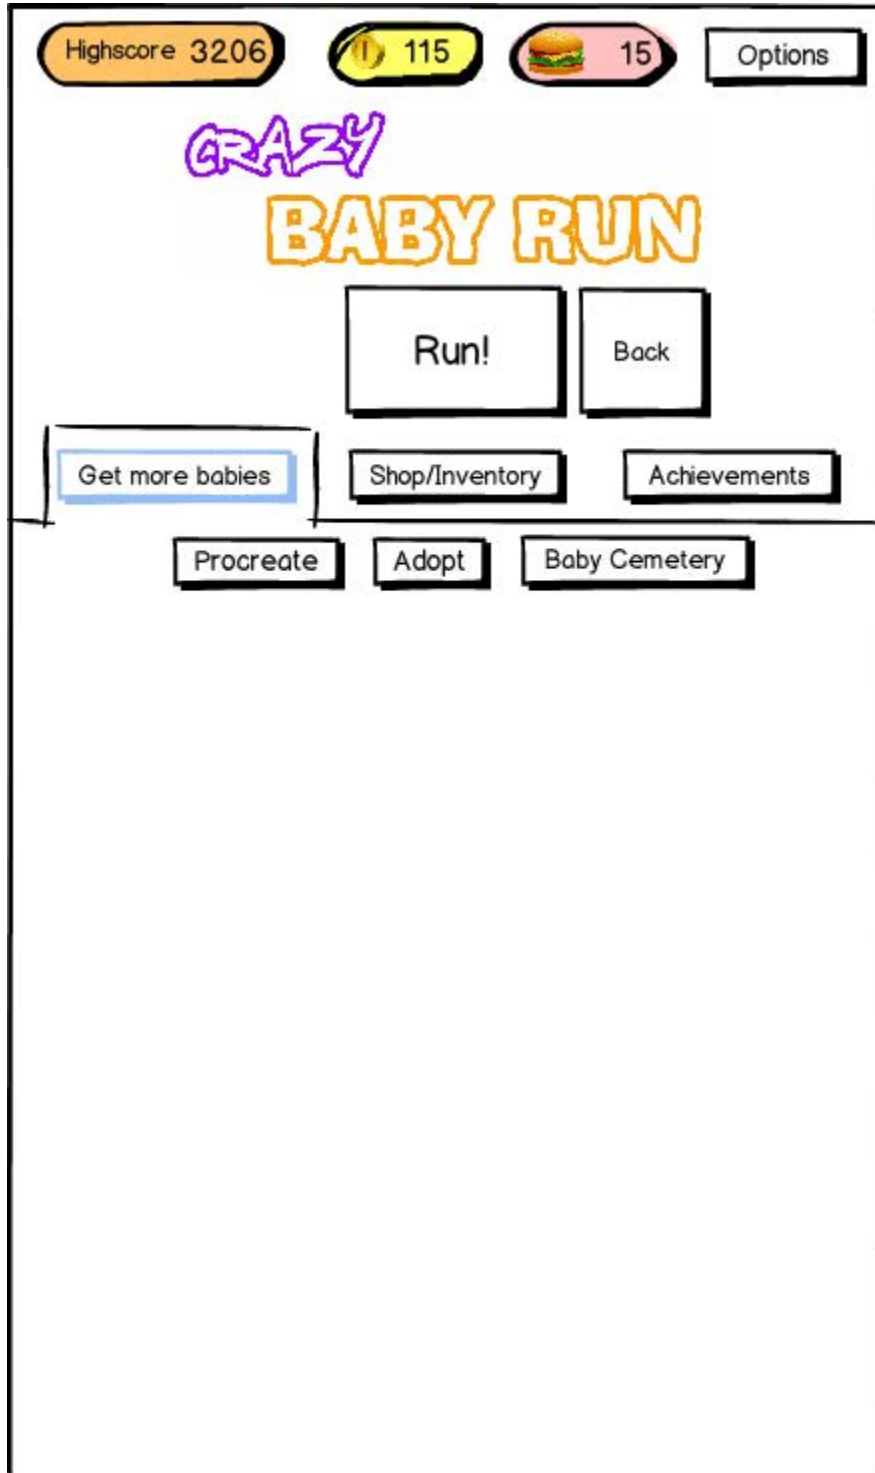 Highscore 3206 115 15 Options
CRAZY
BABY RUN
Run! Back
Get more babies Shop/Inventory Achievements
Procreate Adopt Baby Cemetery